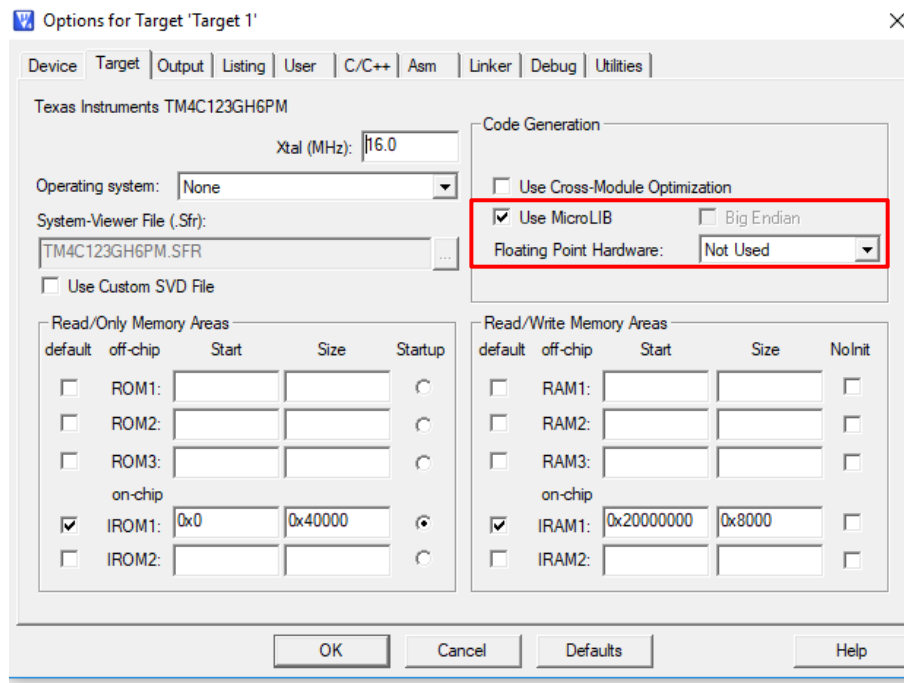 Options for Target 'Target 1'
Device Target Output Listing User C/C++ Asm Linker Debug Utilities
Texas Instruments TM4C123GH6PM
Xtal (MHz): 16.0
Operating system: None
System-Viewer File (.Sfr):
TM4C123GH6PM.SFR ...
Use Custom SVD File
Code Generation
Use Cross-Module Optimization
Use MicroLIB Big Endian
Floating Point Hardware: Not Used
Read/Only Memory Areas
default off-chip Start Size Startup
ROM1:
ROM2:
ROM3:
on-chip
IROM1: 0x0 0x40000
IROM2:
Read/Write Memory Areas
default off-chip Start Size NoInit
RAM1:
RAM2:
RAM3:
on-chip
IRAM1: 0x20000000 0x8000
IRAM2:
OK Cancel Defaults Help